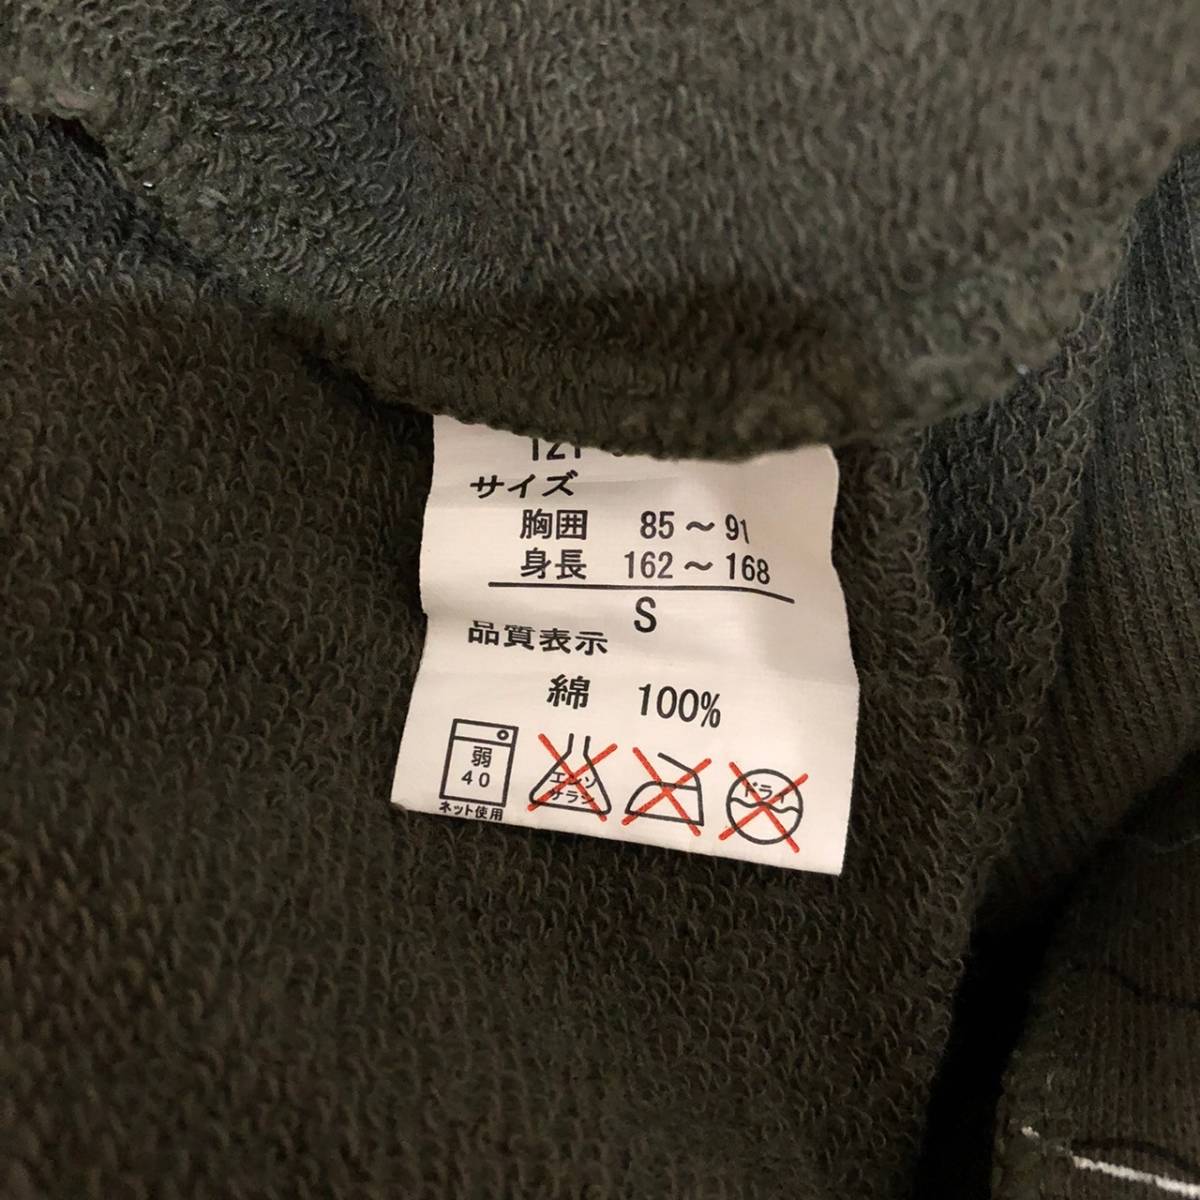 サイズ
胸囲 85～91
身長 162～168
S
品質表示
綿 100%
弱
40
ネット使用
エンソ
サラシ
ドライ